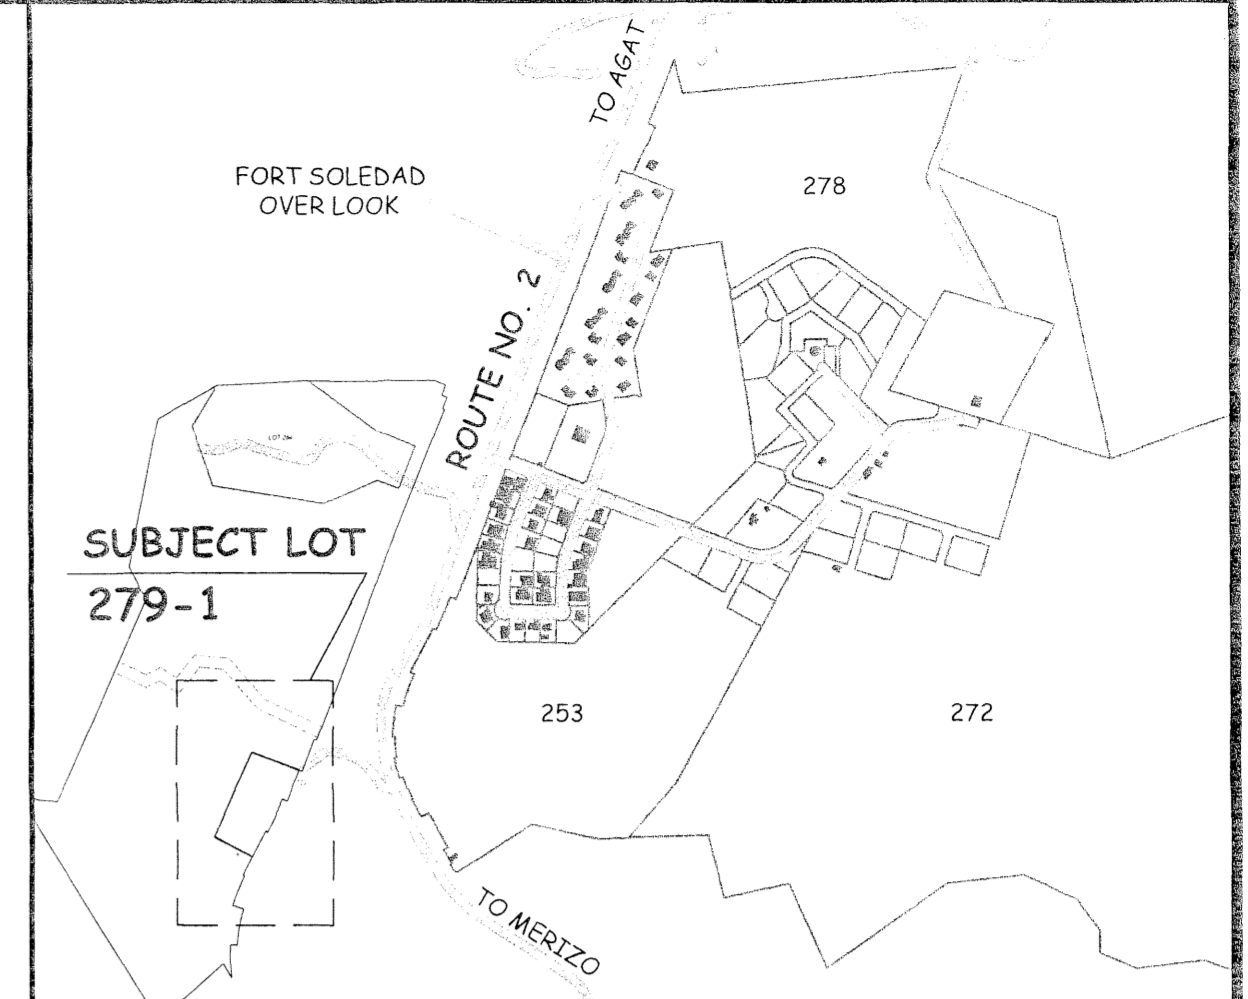 TO AGAT
FORT SOLEDAD
OVER LOOK
278
ROUTE NO. 2
SUBJECT LOT
279-1
253
272
TO MERIZO